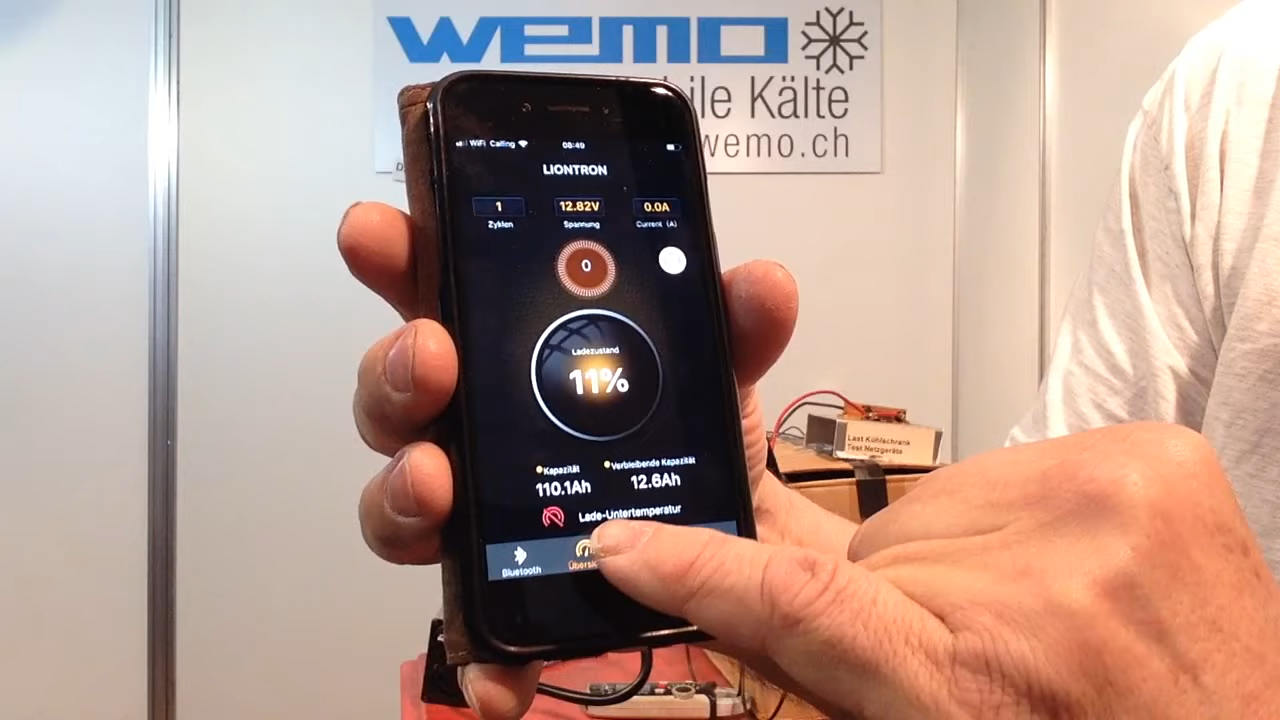 wemo
ile Kälte
wemo.ch
WiFi Calling
08:49
LIONTRON
1
12.82V
0.0A
Zyklen
Spannung
Current (A)
0
Ladezustand
11%
Kapazität
Verbleibende Kapazität
110.1Ah
12.6Ah
Lade-Untertemperatur
Bluetooth
Last Kühlschrank
Test Netzgeräts